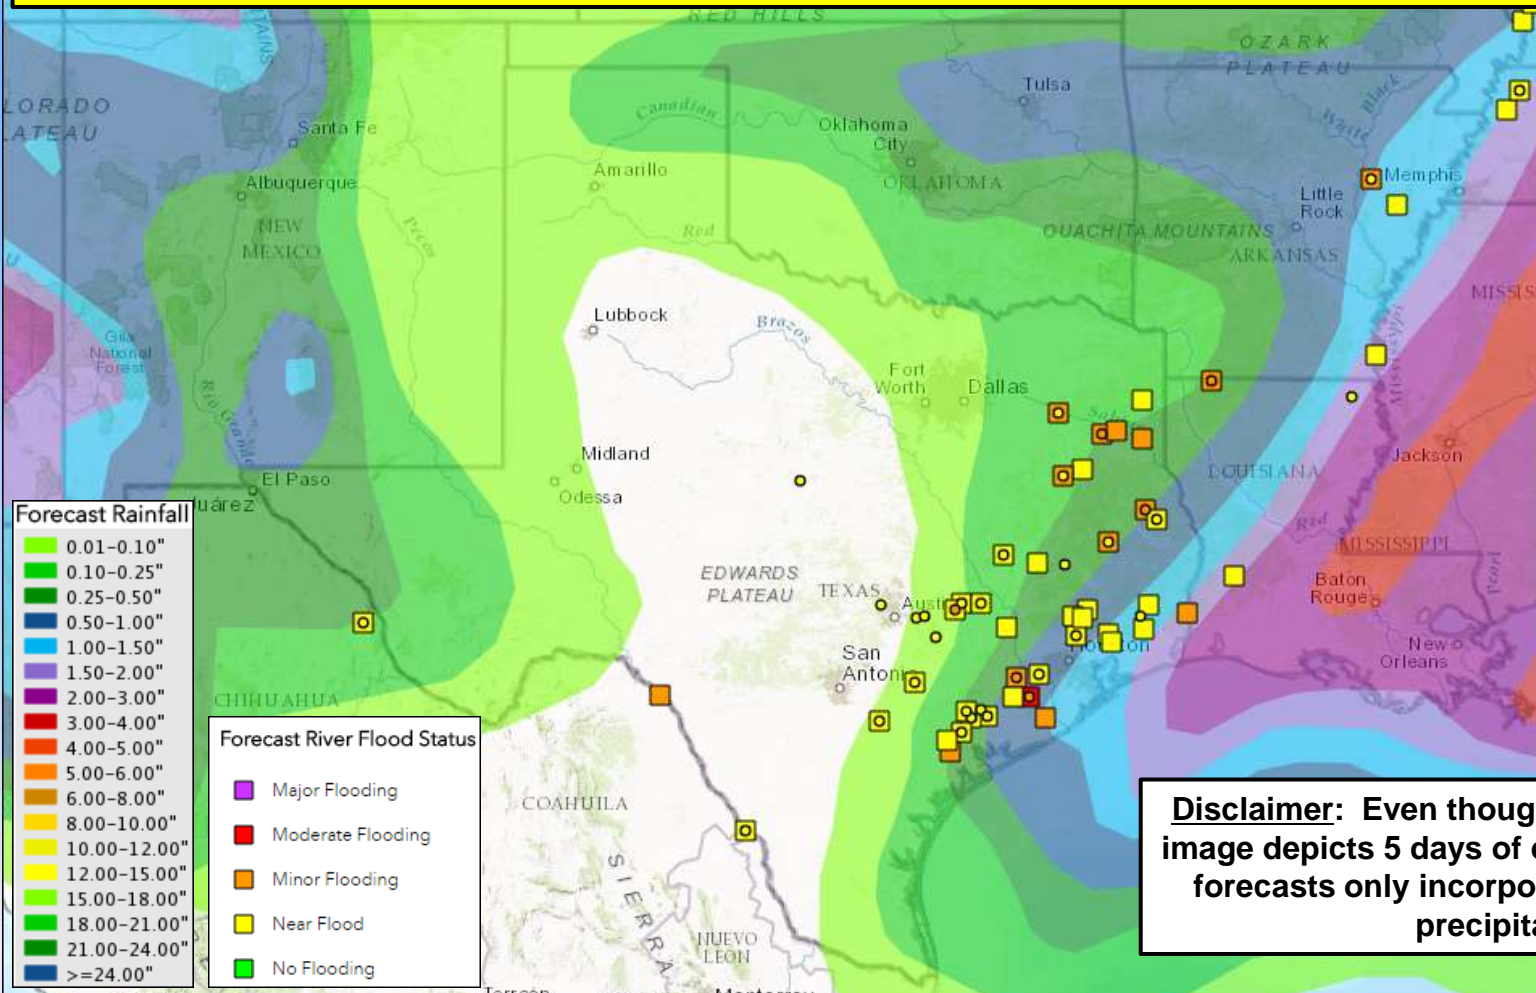 RED HILLS
OZARK
PLATEAU
TAINS
LORADO
LATEAU
Santa Fe
Canadian
Oklahoma
City
Tulsa
White
Black
Albuquerque
Amarillo
OKLAHOMA
Little
Rock
Memphis
NEW
MEXICO
Pecos
Red
OUACHITA MOUNTAINS
ARKANSAS
U
MISSIS
Lubbock
Brazos
Mississippi
Gila
National
Forest
Rio Grande
Fort
Worth
Dallas
Midland
Odessa
El Paso
Juárez
LOUISIANA
Jackson
Red
MISSISSIPPI
Pearl
EDWARDS
PLATEAU
TEXAS
Baton
Rouge
New
Orleans
San
CHIHUAHUA
COAHUILA
SIERRA
NUEVO
LEON
Torreón
Monterrey
Forecast Rainfall
0.01-0.10"
0.10-0.25"
0.25-0.50"
0.50-1.00"
1.00-1.50"
1.50-2.00"
2.00-3.00"
3.00-4.00"
4.00-5.00"
5.00-6.00"
6.00-8.00"
8.00-10.00"
10.00-12.00"
12.00-15.00"
15.00-18.00"
18.00-21.00"
21.00-24.00"
>=24.00"
Forecast River Flood Status
Major Flooding
Moderate Flooding
Minor Flooding
Near Flood
No Flooding
Disclaimer: Even thoug
image depicts 5 days of
forecasts only incorpo
precipita